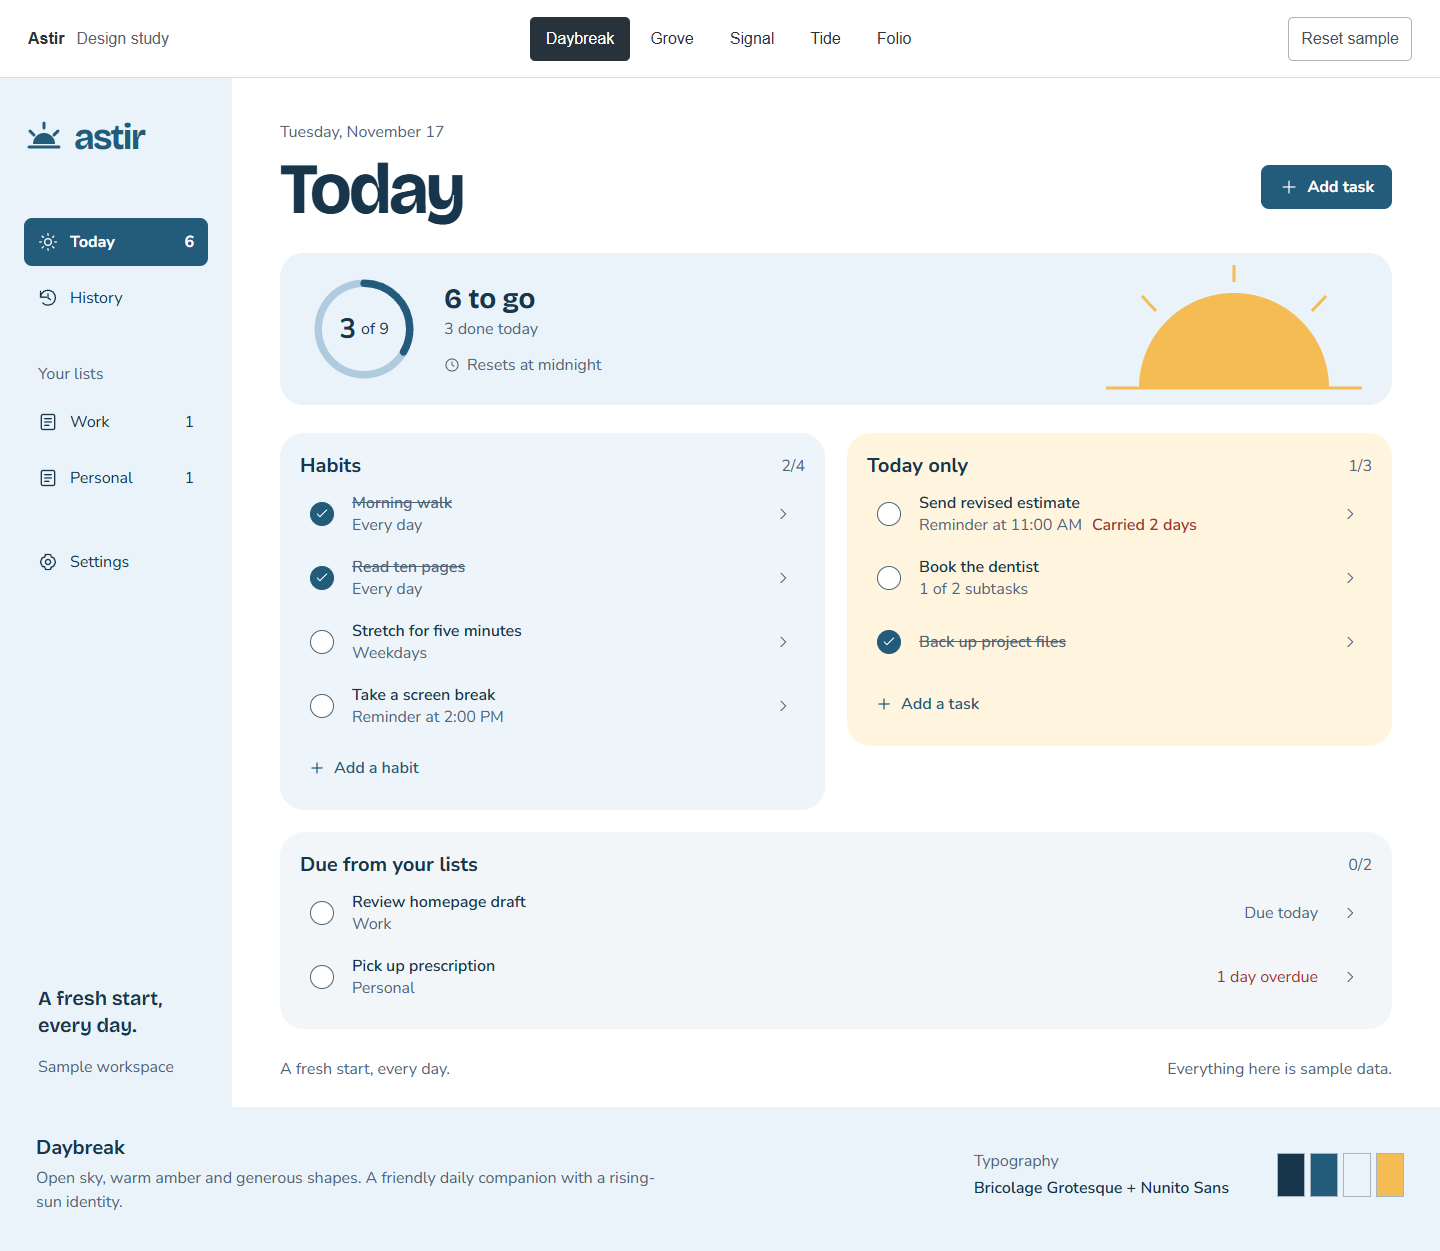 Astir Design study
Daybreak
Grove
Signal
Tide
Folio
Reset sample
astir
Today 6
History
Your lists
Work 1
Personal 1
Settings
A fresh start,
every day.
Sample workspace
Tuesday, November 17
Today
Add task
3 of 9
6 to go
3 done today
Resets at midnight
Habits 2/4
Morning walk
Every day
Read ten pages
Every day
Stretch for five minutes
Weekdays
Take a screen break
Reminder at 2:00 PM
Add a habit
Today only 1/3
Send revised estimate
Reminder at 11:00 AM Carried 2 days
Book the dentist
1 of 2 subtasks
Back up project files
Add a task
Due from your lists 0/2
Review homepage draft
Work
Due today
Pick up prescription
Personal
1 day overdue
A fresh start, every day.
Everything here is sample data.
Daybreak
Open sky, warm amber and generous shapes. A friendly daily companion with a rising-
sun identity.
Typography
Bricolage Grotesque + Nunito Sans